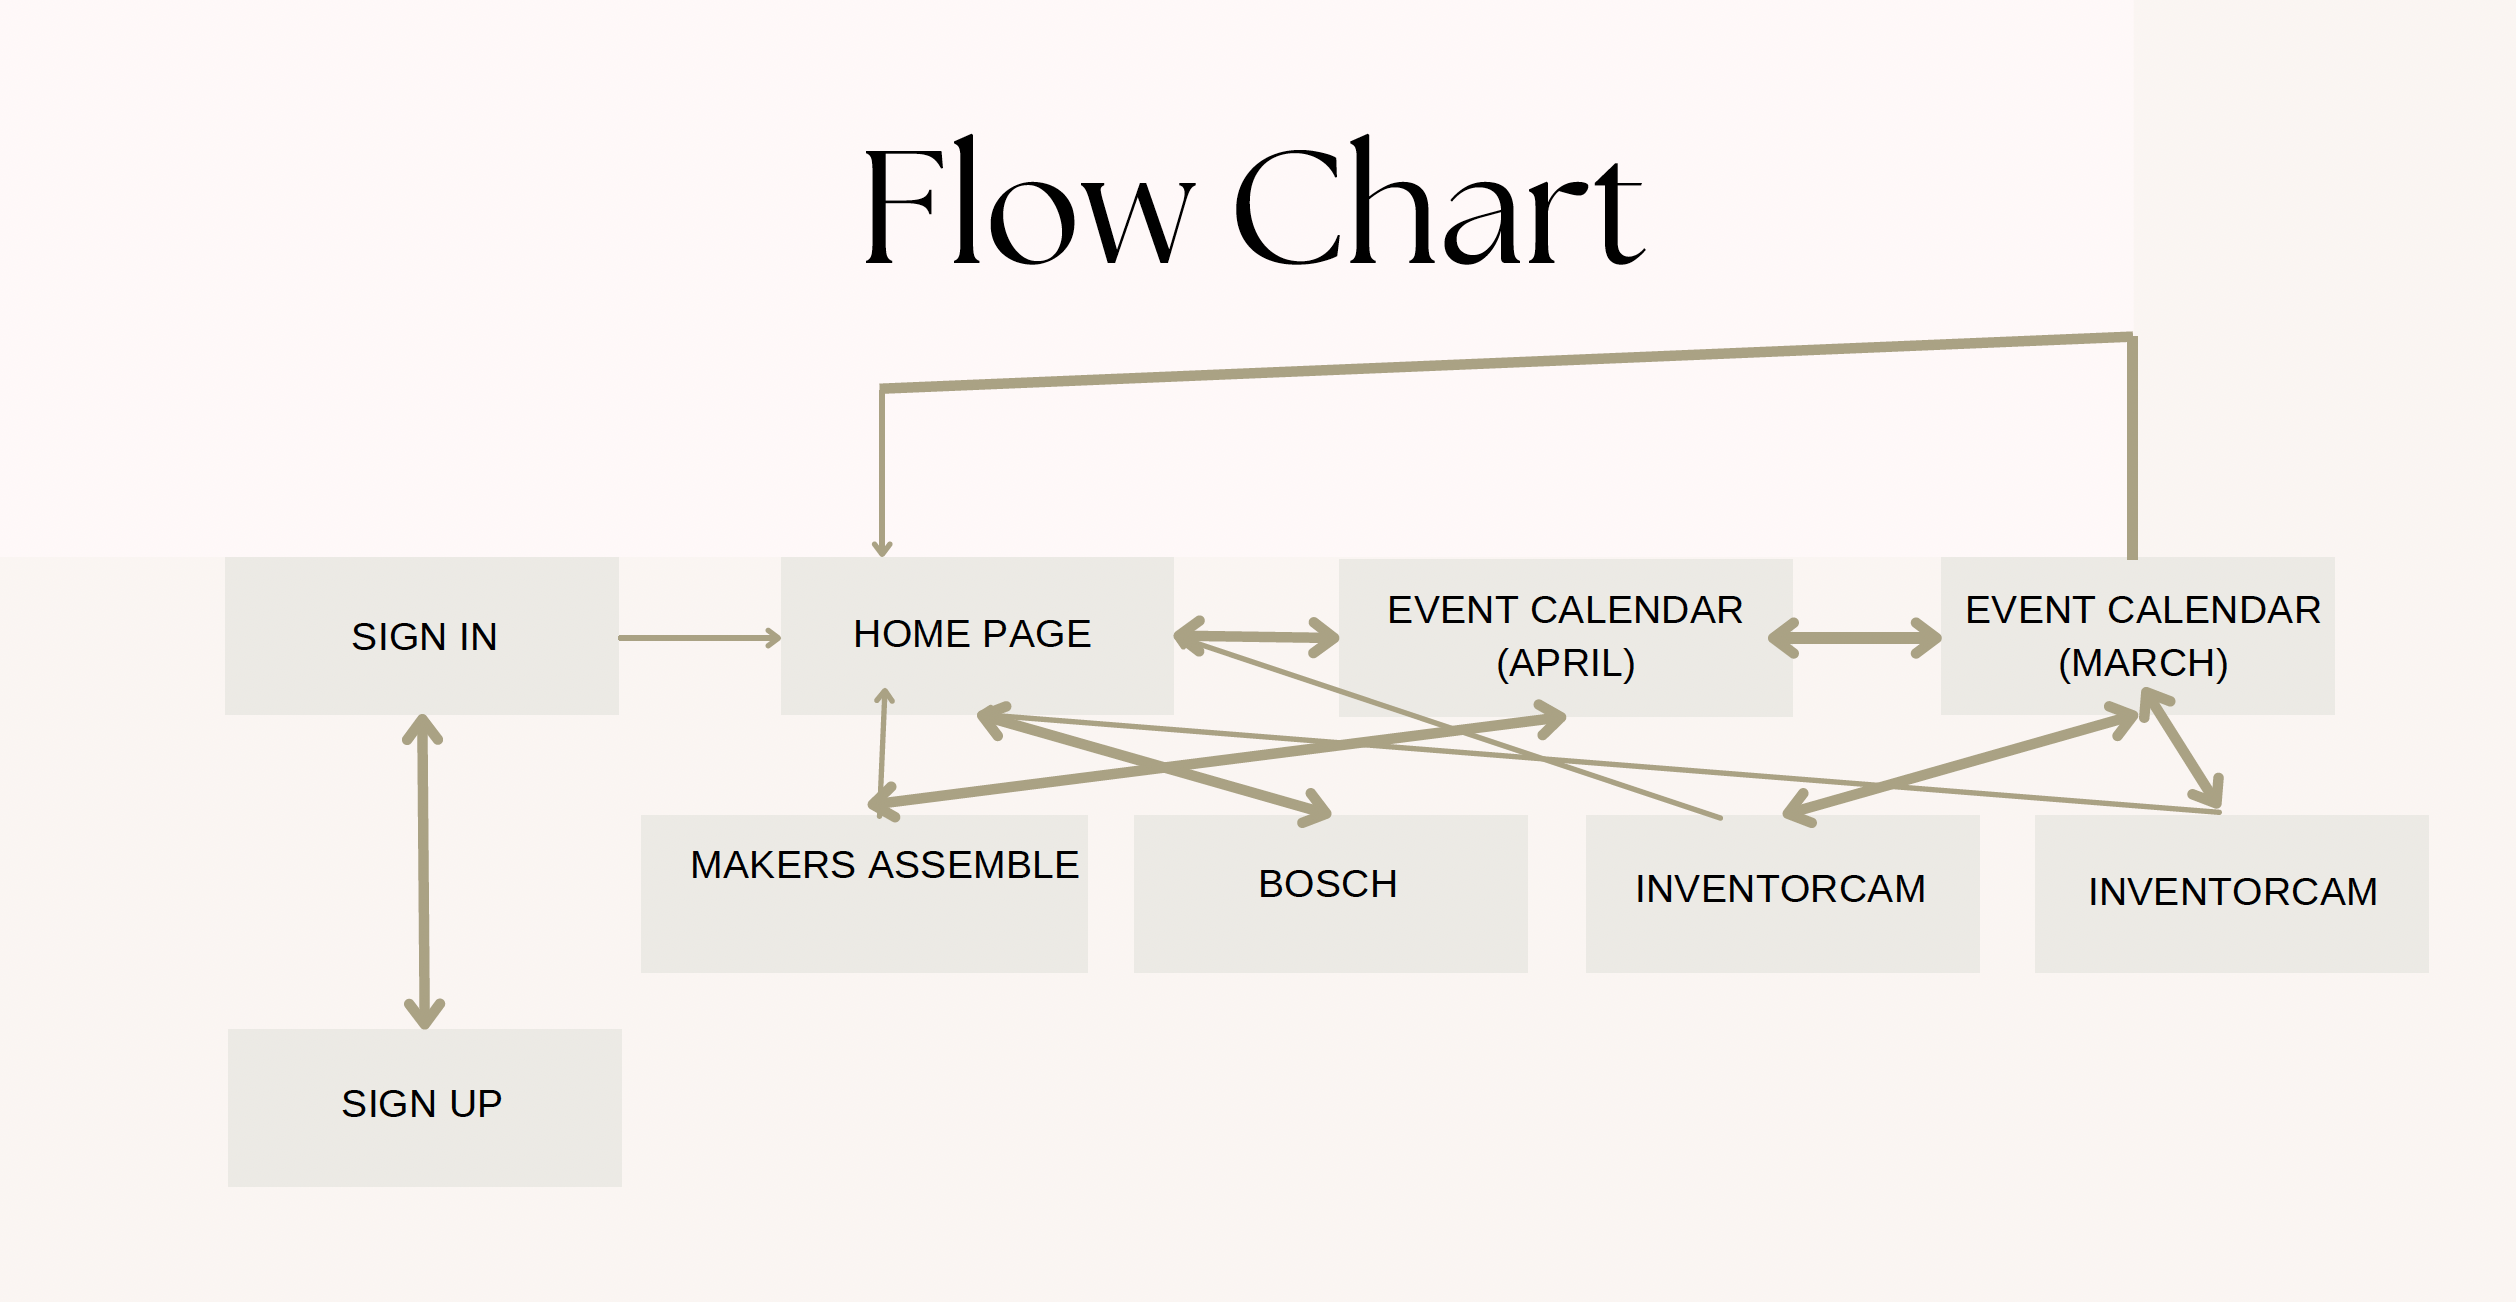 Flow Chart
SIGN IN
HOME PAGE
EVENT CALENDAR
(APRIL)
EVENT CALENDAR
(MARCH)
MAKERS ASSEMBLE
BOSCH
INVENTORCAM
INVENTORCAM
SIGN UP